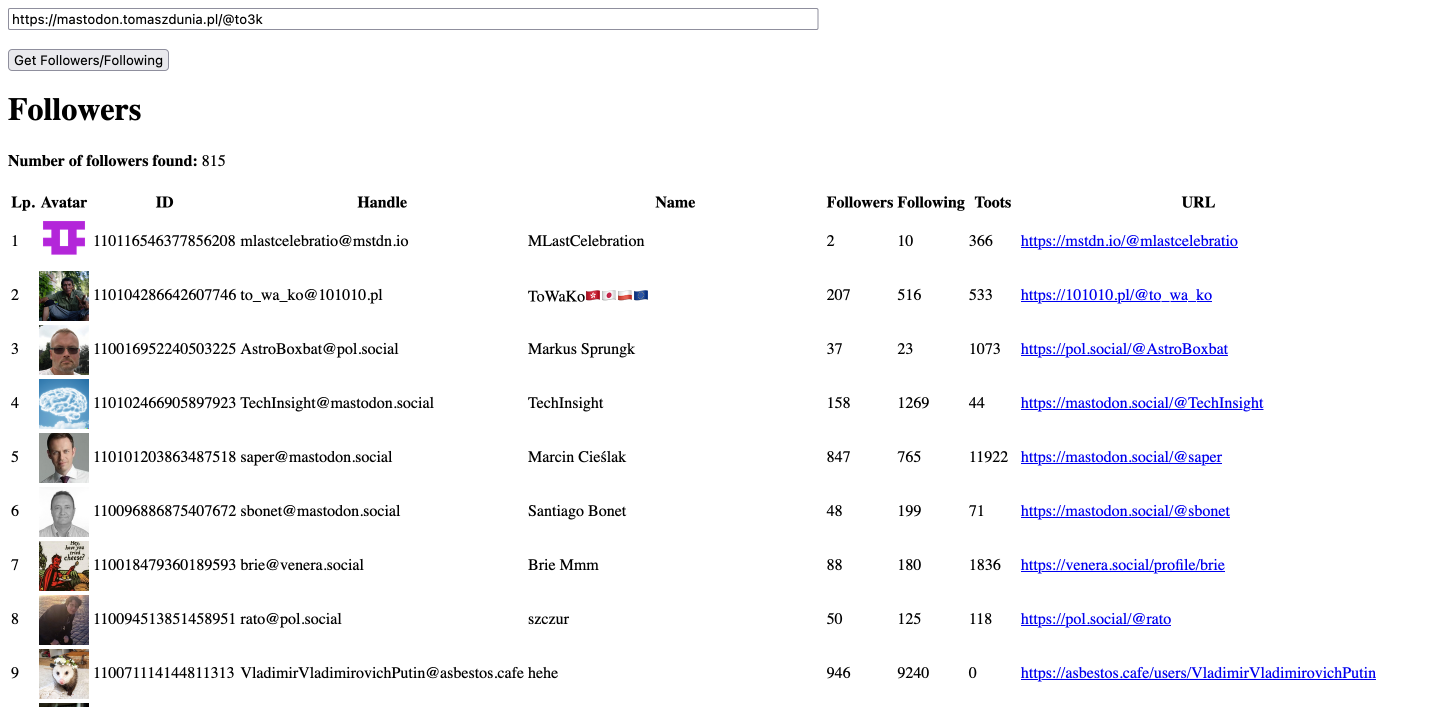 https://mastodon.tomaszdunia.pl/@to3k
Get Followers/Following
Followers
Number of followers found: 815
Lp. Avatar ID Handle Name Followers Following Toots URL
1 110116546377856208 mlastcelebratio@mstdn.io MLastCelebration 2 10 366 https://mstdn.io/@mlastcelebratio
2 110104286642607746 to_wa_ko@101010.pl ToWaKo🇭🇰🇯🇵🇵🇱🇪🇺 207 516 533 https://101010.pl/@to_wa_ko
3 110016952240503225 AstroBoxbat@pol.social Markus Sprungk 37 23 1073 https://pol.social/@AstroBoxbat
4 110102466905897923 TechInsight@mastodon.social TechInsight 158 1269 44 https://mastodon.social/@TechInsight
5 110101203863487518 saper@mastodon.social Marcin Cieślak 847 765 11922 https://mastodon.social/@saper
6 110096886875407672 sbonet@mastodon.social Santiago Bonet 48 199 71 https://mastodon.social/@sbonet
Hey, have you tried cheese?
7 110018479360189593 brie@venera.social Brie Mmm 88 180 1836 https://venera.social/profile/brie
8 110094513851458951 rato@pol.social szczur 50 125 118 https://pol.social/@rato
9 110071114144811313 VladimirVladimirovichPutin@asbestos.cafe hehe 946 9240 0 https://asbestos.cafe/users/VladimirVladimirovichPutin